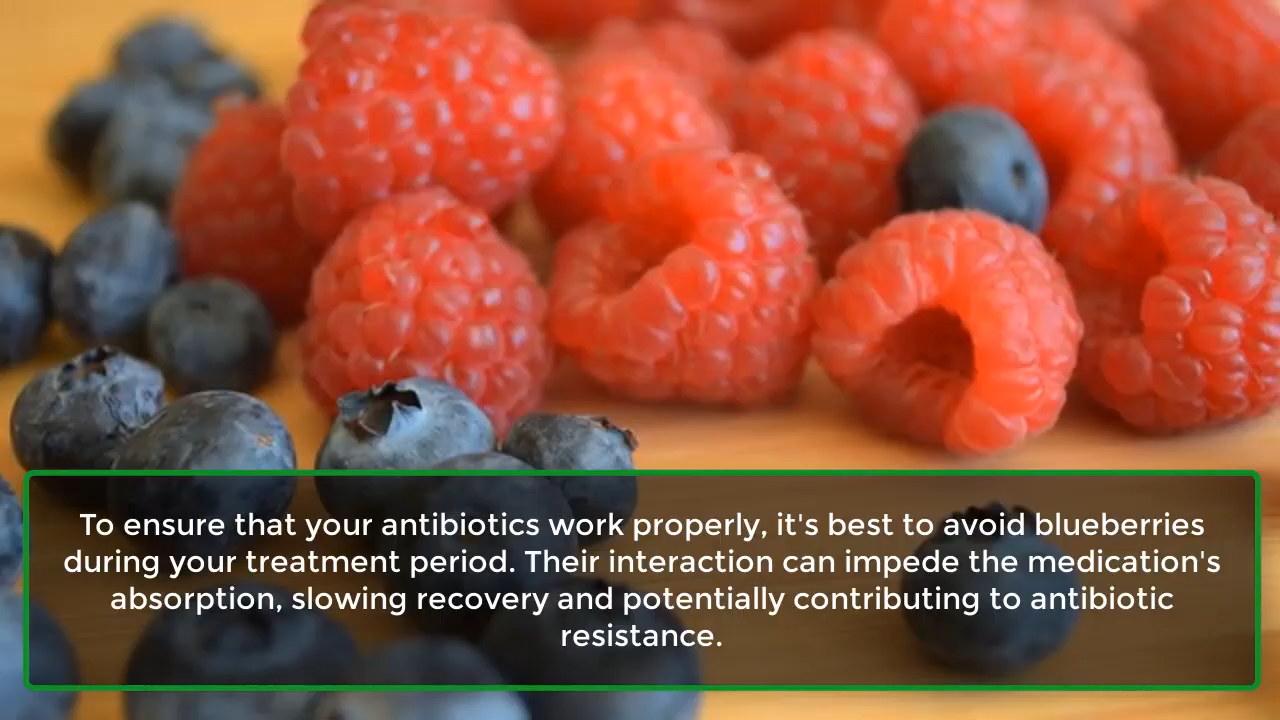 To ensure that your antibiotics work properly, it's best to avoid blueberries
during your treatment period. Their interaction can impede the medication's
absorption, slowing recovery and potentially contributing to antibiotic
resistance.